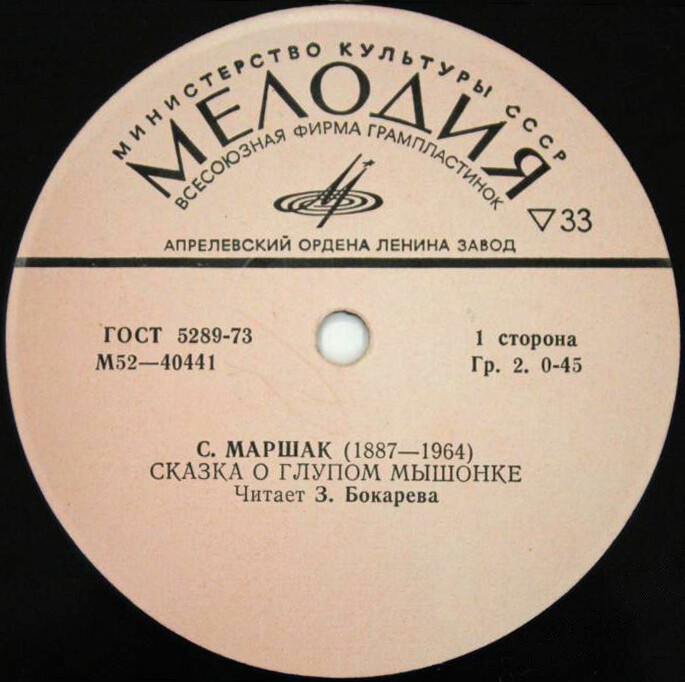 МИНИСТЕРСТВО КУЛЬТУРЫ СССР
МЕЛОДИЯ
ВСЕСОЮЗНАЯ ФИРМА ГРАМПЛАСТИНОК
▽33
АПРЕЛЕВСКИЙ ОРДЕНА ЛЕНИНА ЗАВОД
ГОСТ 5289-73
1 сторона
М52—40441
Гр. 2. 0-45
С. МАРШАК (1887—1964)
СКАЗКА О ГЛУПОМ МЫШОНКЕ
Читает З. Бокарева